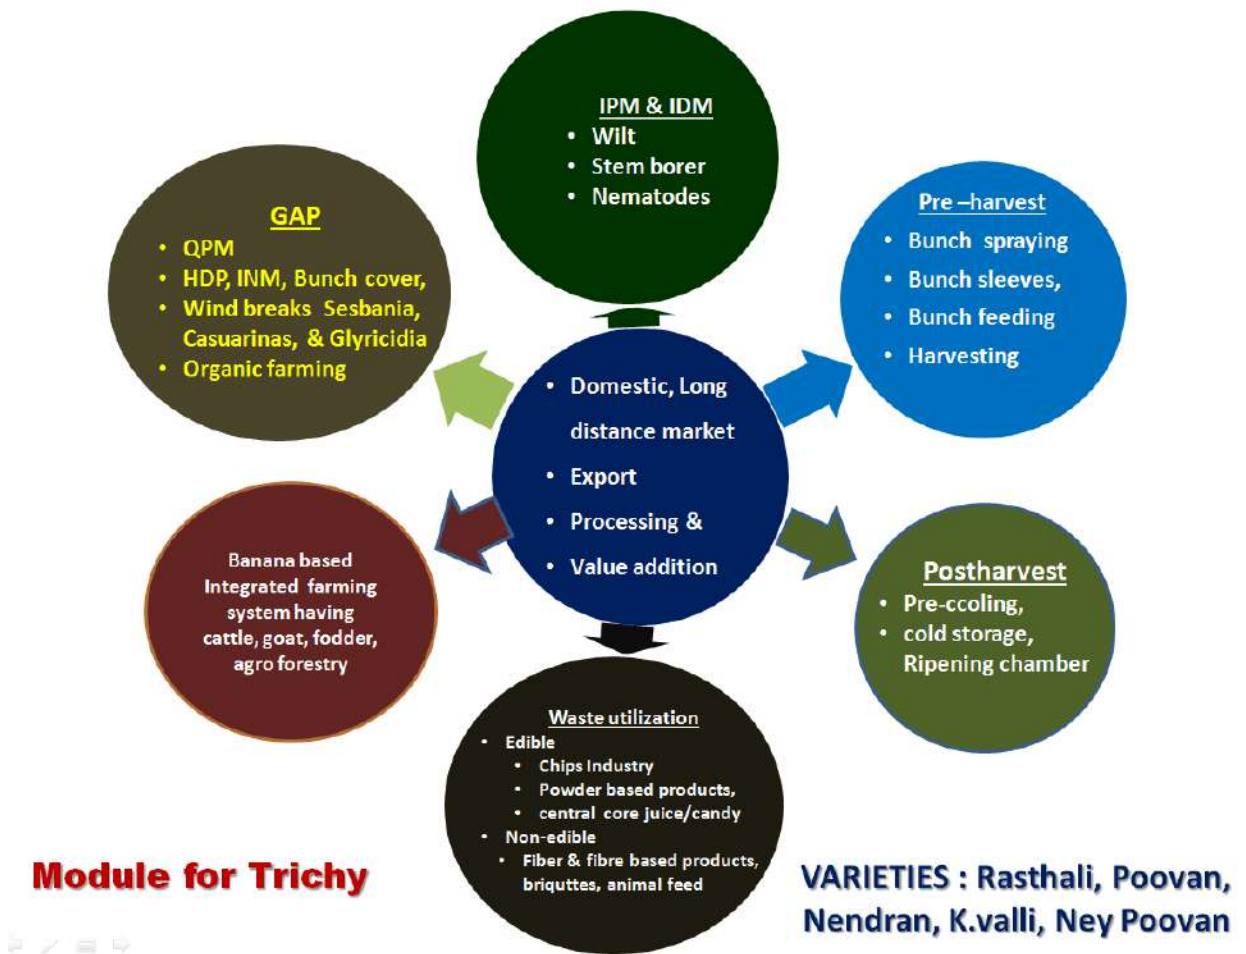 IPM & IDM
• Wilt
• Stem borer
• Nematodes
GAP
• QPM
• HDP, INM, Bunch cover,
• Wind breaks Sesbania,
Casuarinas, & Glyricidia
• Organic farming
Pre –harvest
• Bunch spraying
• Bunch sleeves,
• Bunch feeding
• Harvesting
• Domestic, Long
distance market
• Export
• Processing &
• Value addition
Banana based
Integrated farming
system having
cattle, goat, fodder,
agro forestry
Postharvest
• Pre-ccoling,
• cold storage,
Ripening chamber
Waste utilization
• Edible
• Chips Industry
• Powder based products,
• central core juice/candy
• Non-edible
• Fiber & fibre based products,
briquttes, animal feed
Module for Trichy
VARIETIES : Rasthali, Poovan,
Nendran, K.valli, Ney Poovan